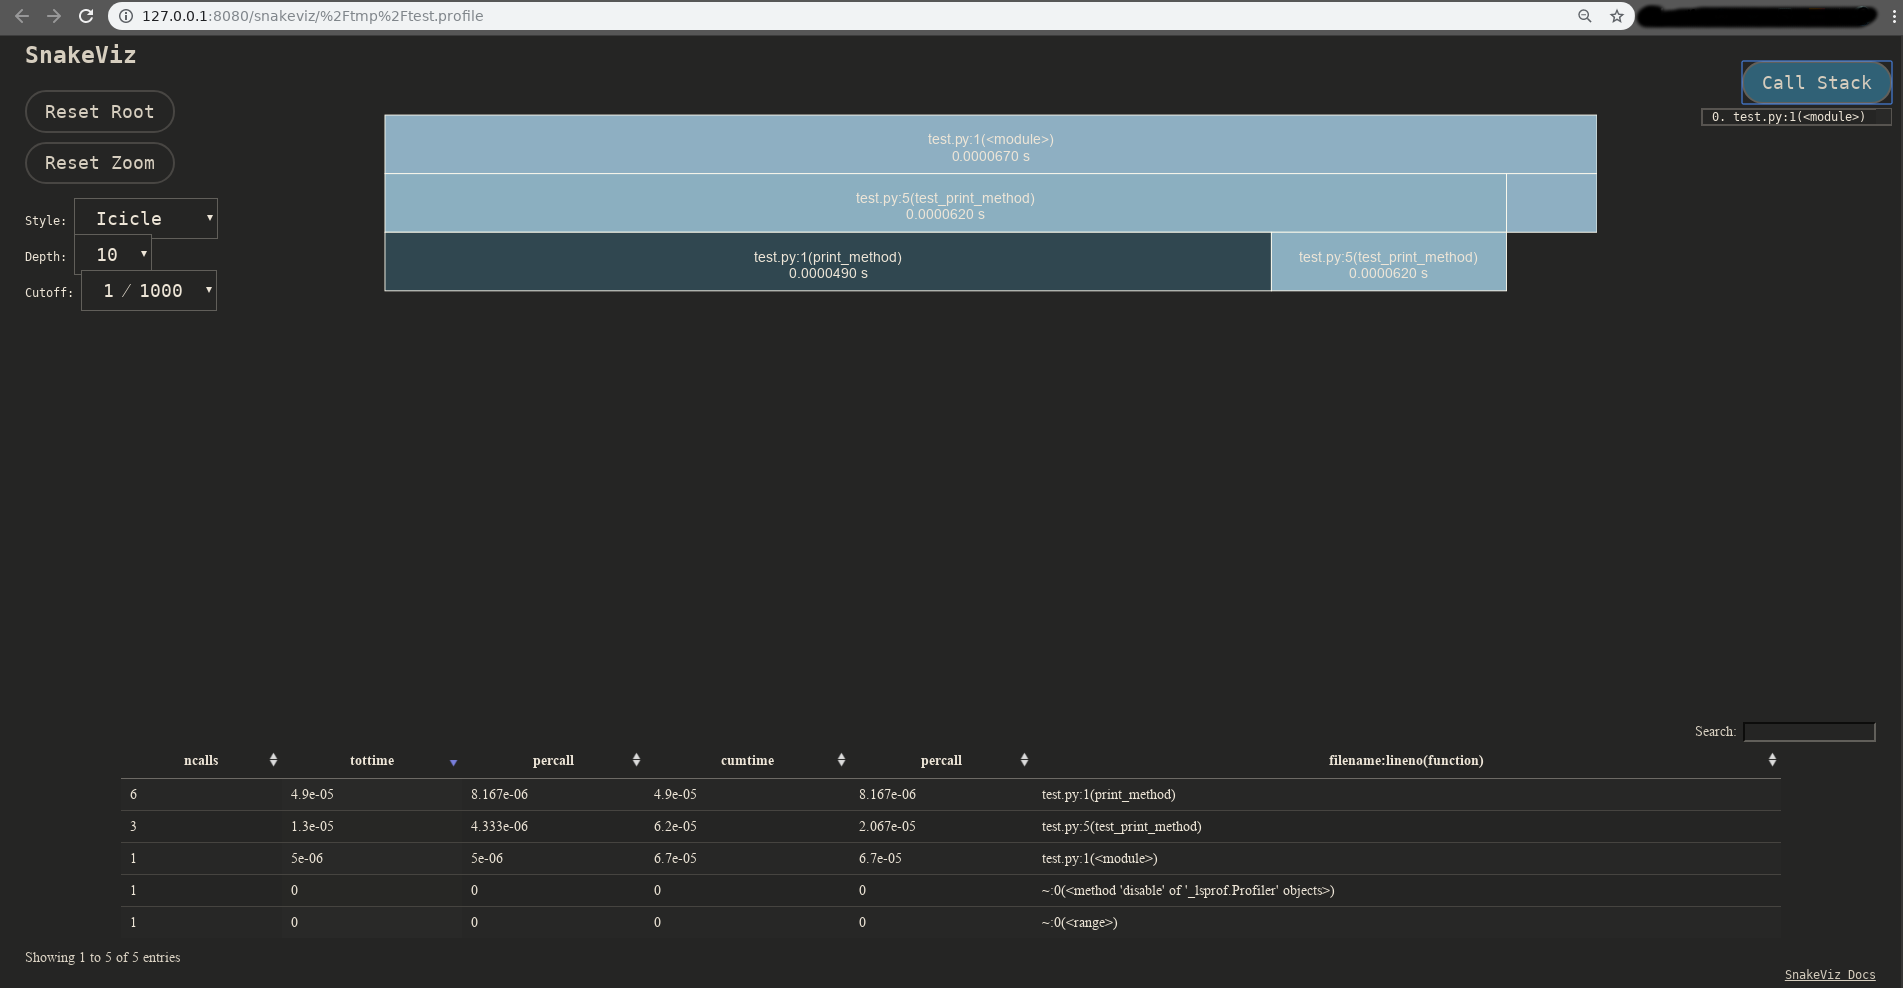 127.0.0.1:8080/snakeviz/%2Ftmp%2Ftest.profile
SnakeViz
Call Stack
0. test.py:1(<module>)
Reset Root
Reset Zoom
Style: Icicle
Depth: 10
Cutoff: 1 / 1000
test.py:1(<module>)
0.0000670 s
test.py:5(test_print_method)
0.0000620 s
test.py:1(print_method)
0.0000490 s
test.py:5(test_print_method)
0.0000620 s
Search:
ncalls tottime percall cumtime percall filename:lineno(function)
6 4.9e-05 8.167e-06 4.9e-05 8.167e-06 test.py:1(print_method)
3 1.3e-05 4.333e-06 6.2e-05 2.067e-05 test.py:5(test_print_method)
1 5e-06 5e-06 6.7e-05 6.7e-05 test.py:1(<module>)
1 0 0 0 0 ~:0(<method 'disable' of '_lsprof.Profiler' objects>)
1 0 0 0 0 ~:0(<range>)
Showing 1 to 5 of 5 entries
SnakeViz Docs